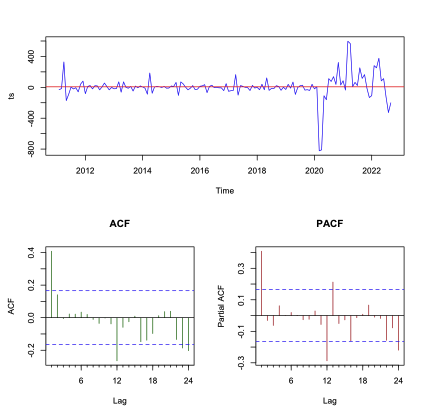 ts
400
0
-400
-800
2012 2014 2016 2018 2020 2022
Time
ACF
PACF
ACF
0.4
0.2
0.0
-0.2
6 12 18 24
Lag
Partial ACF
0.3
0.1
-0.1
-0.3
6 12 18 24
Lag